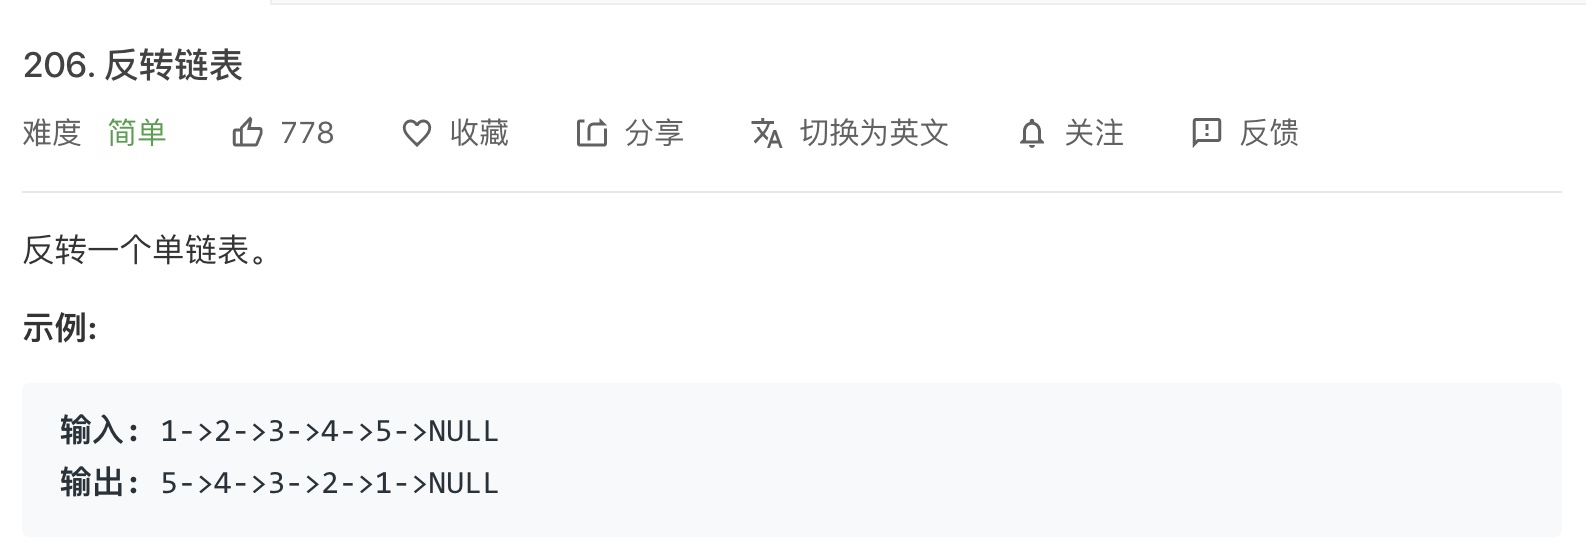 206. 反转链表
难度 简单 778 收藏 分享 切换为英文 关注 反馈
反转一个单链表。
示例:
输入: 1->2->3->4->5->NULL
输出: 5->4->3->2->1->NULL